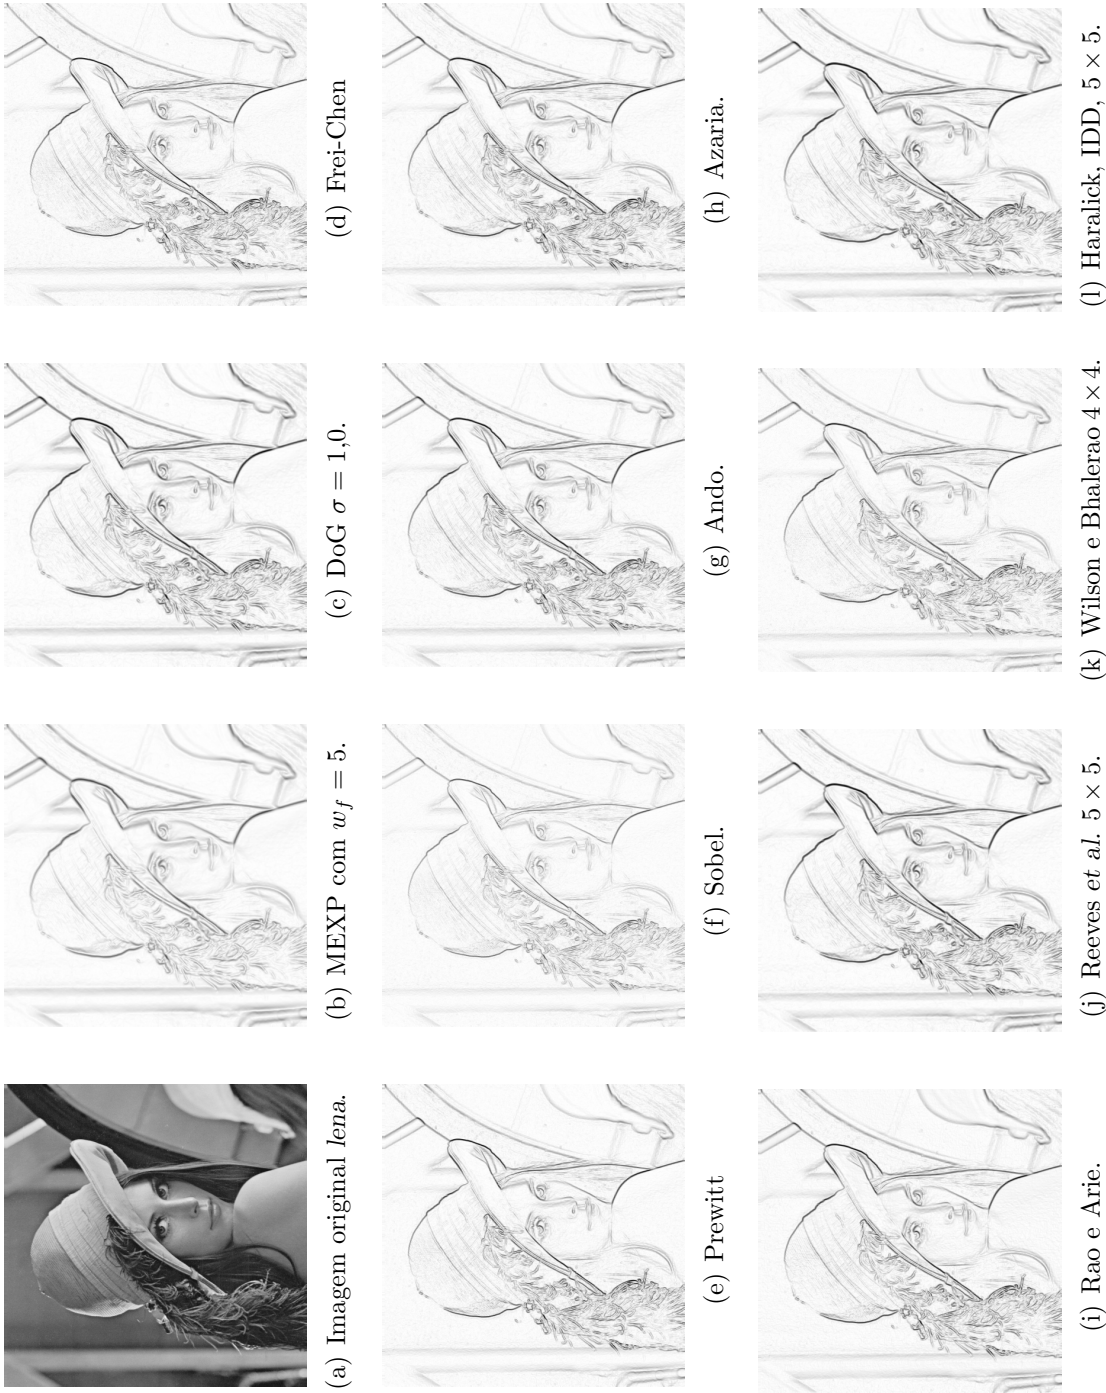 (a) Imagem original lena.
(b) MEXP com w_f = 5.
(c) DoG σ = 1,0.
(d) Frei-Chen
(e) Prewitt
(f) Sobel.
(g) Ando.
(h) Azaria.
(i) Rao e Arie.
(j) Reeves et al. 5 × 5.
(k) Wilson e Bhalerao 4 × 4.
(l) Haralick, IDD, 5 × 5.